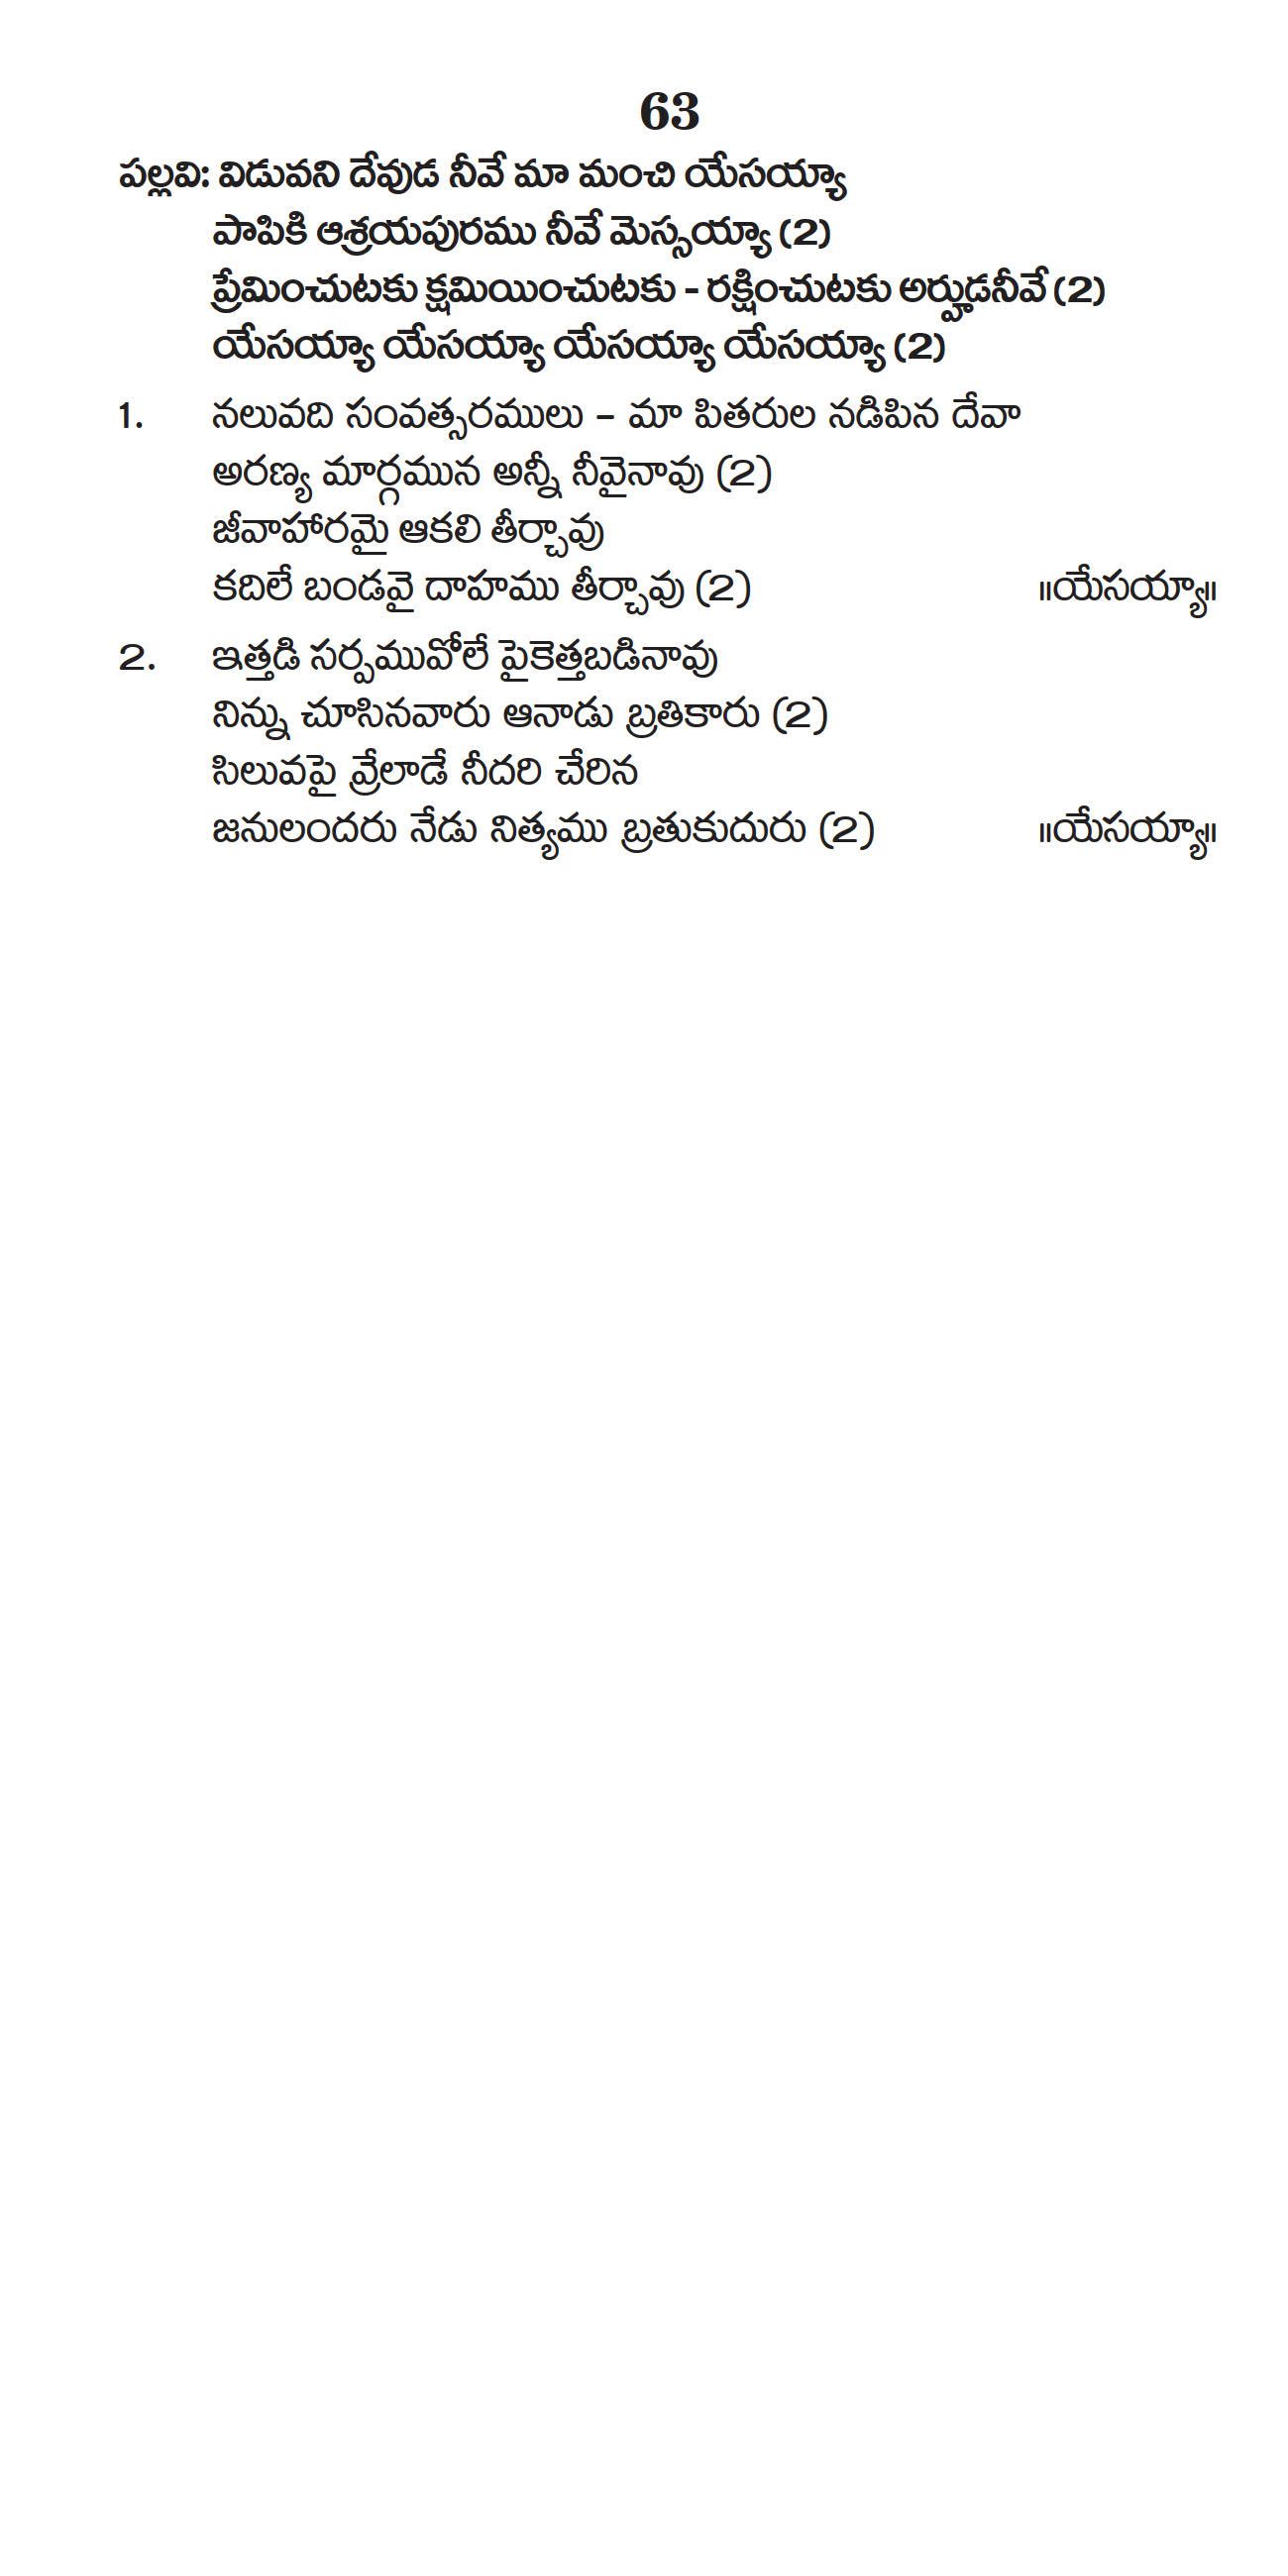 63
పల్లవి: విడువని దేవుడ నీవే మా మంచి యేసయ్యా
పాపికి ఆశ్రయపురము నీవే మెస్సయ్యా (2)
ప్రేమించుటకు క్షమియించుటకు - రక్షించుటకు అర్హుడనీవే (2)
యేసయ్యా యేసయ్యా యేసయ్యా యేసయ్యా (2)
1. నలువది సంవత్సరములు – మా పితరుల నడిపిన దేవా
అరణ్య మార్గమున అన్నీ నీవైనావు (2)
జీవాహారమై ఆకలి తీర్చావు
కదిలే బండవై దాహము తీర్చావు (2) ॥యేసయ్యా॥
2. ఇత్తడి సర్పమువోలే పైకెత్తబడినావు
నిన్ను చూసినవారు ఆనాడు బ్రతికారు (2)
సిలువపై వ్రేలాడే నీదరి చేరిన
జనులందరు నేడు నిత్యము బ్రతుకుదురు (2) ॥యేసయ్యా॥